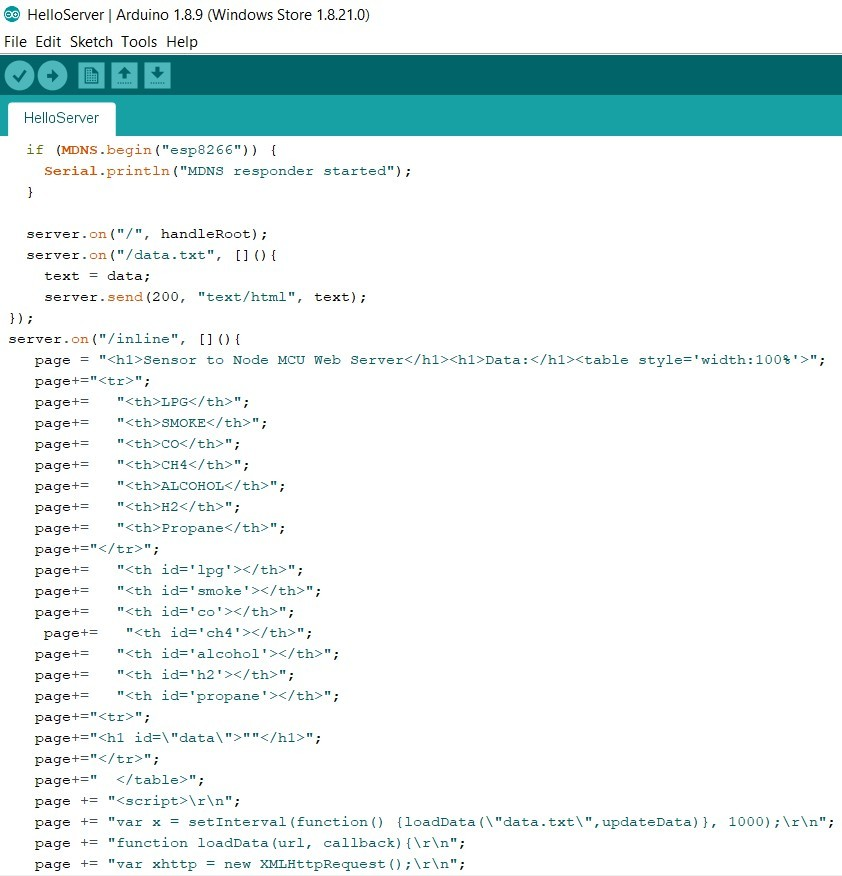 HelloServer | Arduino 1.8.9 (Windows Store 1.8.21.0)
File Edit Sketch Tools Help
HelloServer
if (MDNS.begin("esp8266")) {
Serial.println("MDNS responder started");
}
server.on("/", handleRoot);
server.on("/data.txt", [](){
text = data;
server.send(200, "text/html", text);
});
server.on("/inline", [](){
page = "<h1>Sensor to Node MCU Web Server</h1><h1>Data:</h1><table style='width:100%'>";
page+="<tr>";
page+=   "<th>LPG</th>";
page+=   "<th>SMOKE</th>";
page+=   "<th>CO</th>";
page+=   "<th>CH4</th>";
page+=   "<th>ALCOHOL</th>";
page+=   "<th>H2</th>";
page+=   "<th>Propane</th>";
page+="</tr>";
page+=   "<th id='lpg'></th>";
page+=   "<th id='smoke'></th>";
page+=   "<th id='co'></th>";
page+=   "<th id='ch4'></th>";
page+=   "<th id='alcohol'></th>";
page+=   "<th id='h2'></th>";
page+=   "<th id='propane'></th>";
page+="<tr>";
page+="<h1 id=\"data\">""</h1>";
page+="</tr>";
page+="  </table>";
page += "<script>\r\n";
page += "var x = setInterval(function() {loadData(\"data.txt\",updateData)}, 1000);\r\n";
page += "function loadData(url, callback){\r\n";
page += "var xhttp = new XMLHttpRequest();\r\n";